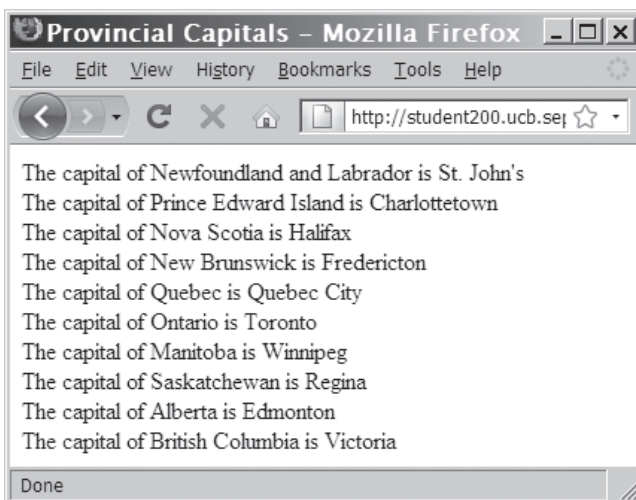 Provincial Capitals – Mozilla Firefox
File Edit View History Bookmarks Tools Help
http://student200.ucb.sep
The capital of Newfoundland and Labrador is St. John's
The capital of Prince Edward Island is Charlottetown
The capital of Nova Scotia is Halifax
The capital of New Brunswick is Fredericton
The capital of Quebec is Quebec City
The capital of Ontario is Toronto
The capital of Manitoba is Winnipeg
The capital of Saskatchewan is Regina
The capital of Alberta is Edmonton
The capital of British Columbia is Victoria
Done